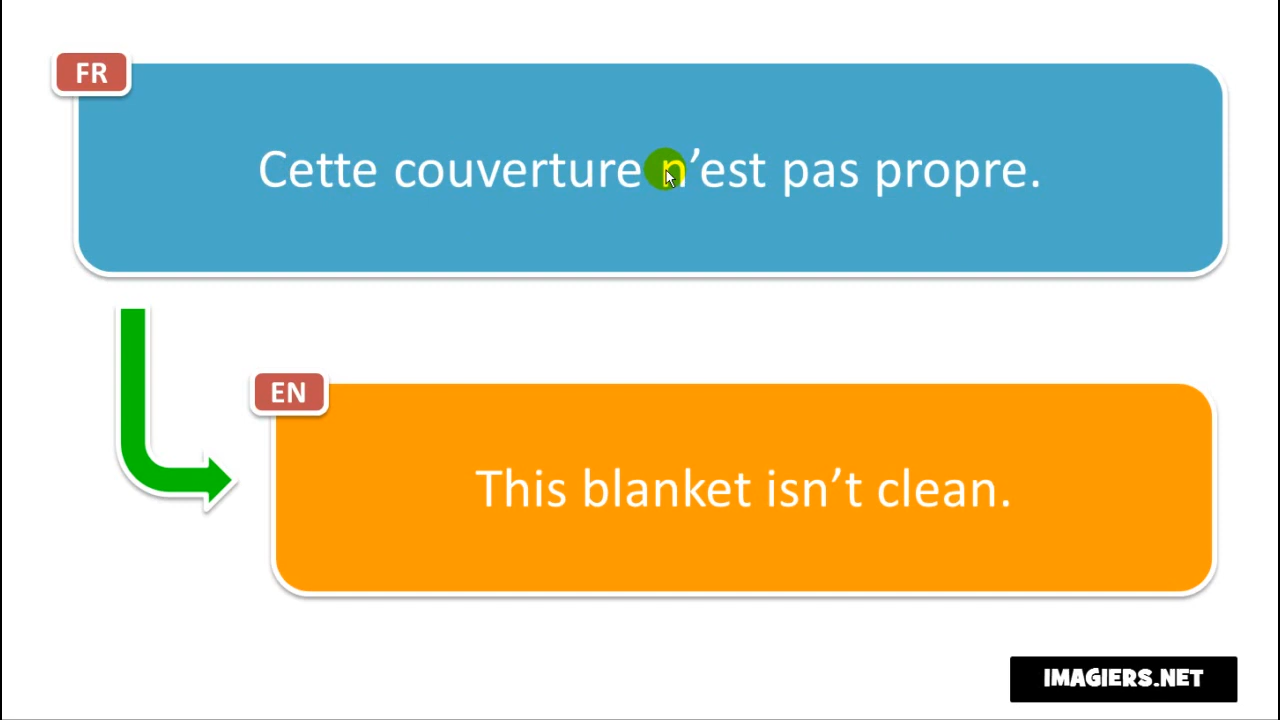 FR
Cette couverture n’est pas propre.
EN
This blanket isn’t clean.
IMAGIERS.NET